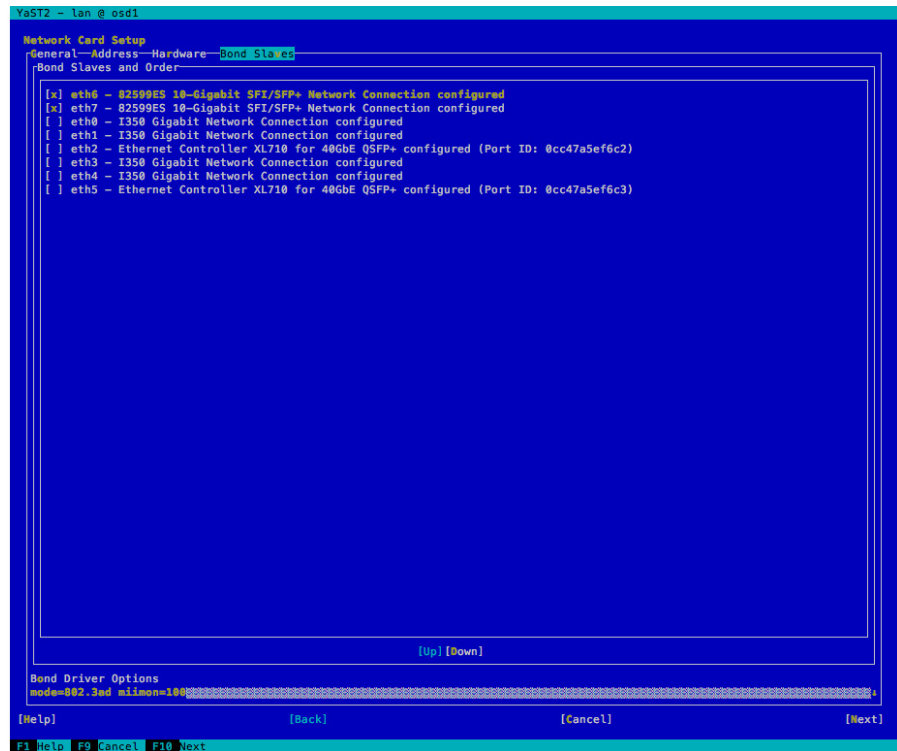 YaST2 - lan @ osd1
Network Card Setup
General Address Hardware Bond Slaves
Bond Slaves and Order
[x] eth6 - 82599ES 10-Gigabit SFI/SFP+ Network Connection configured
[x] eth7 - 82599ES 10-Gigabit SFI/SFP+ Network Connection configured
[ ] eth0 - I350 Gigabit Network Connection configured
[ ] eth1 - I350 Gigabit Network Connection configured
[ ] eth2 - Ethernet Controller XL710 for 40GbE QSFP+ configured (Port ID: 0cc47a5ef6c2)
[ ] eth3 - I350 Gigabit Network Connection configured
[ ] eth4 - I350 Gigabit Network Connection configured
[ ] eth5 - Ethernet Controller XL710 for 40GbE QSFP+ configured (Port ID: 0cc47a5ef6c3)
[Up][Down]
Bond Driver Options
mode=802.3ad miimon=100
[Help] [Back] [Cancel] [Next]
F1 Help F9 Cancel F10 Next